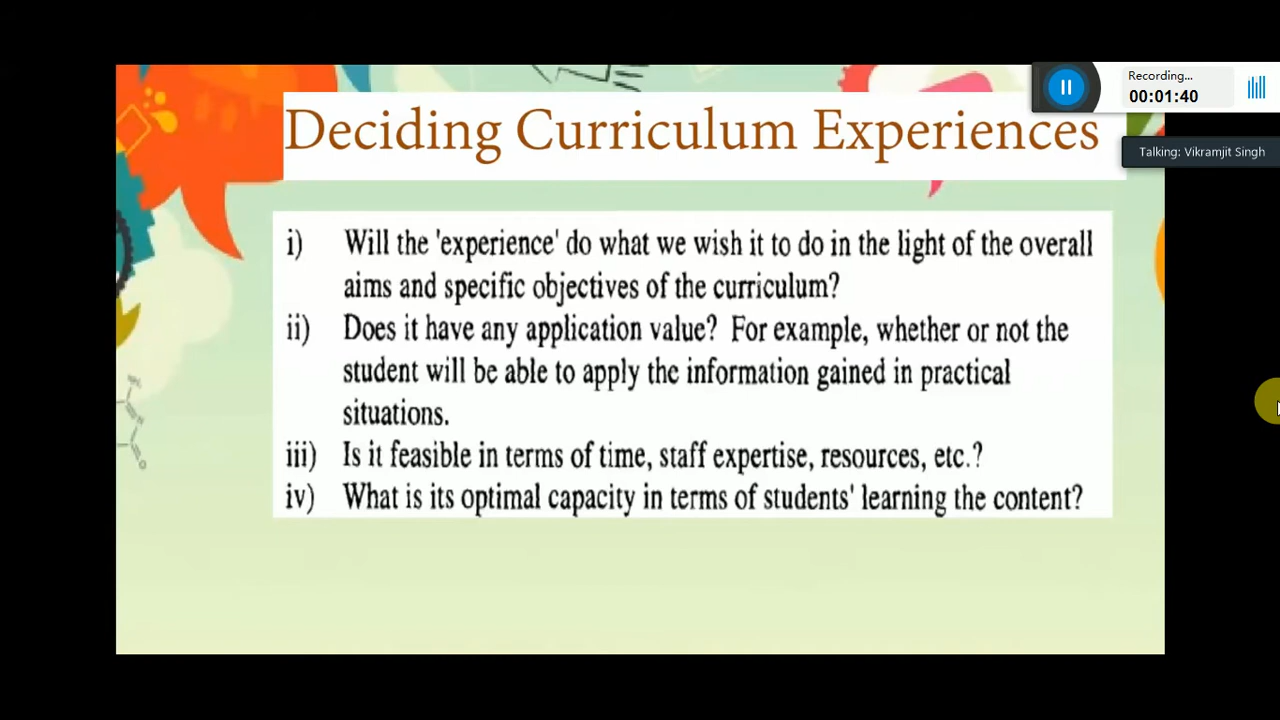 Recording...
00:01:40
Deciding Curriculum Experiences
Talking: Vikramjit Singh
i) Will the 'experience' do what we wish it to do in the light of the overall
aims and specific objectives of the curriculum?
ii) Does it have any application value? For example, whether or not the
student will be able to apply the information gained in practical
situations.
iii) Is it feasible in terms of time, staff expertise, resources, etc.?
iv) What is its optimal capacity in terms of students' learning the content?